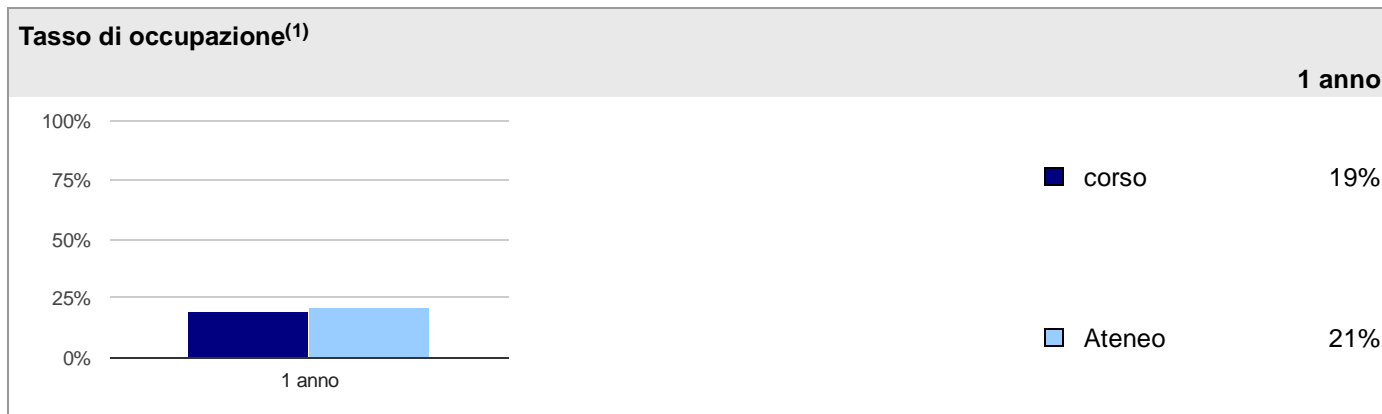 Tasso di occupazione(1)
1 anno
100%
75%
50%
25%
0%
1 anno
corso 19%
Ateneo 21%